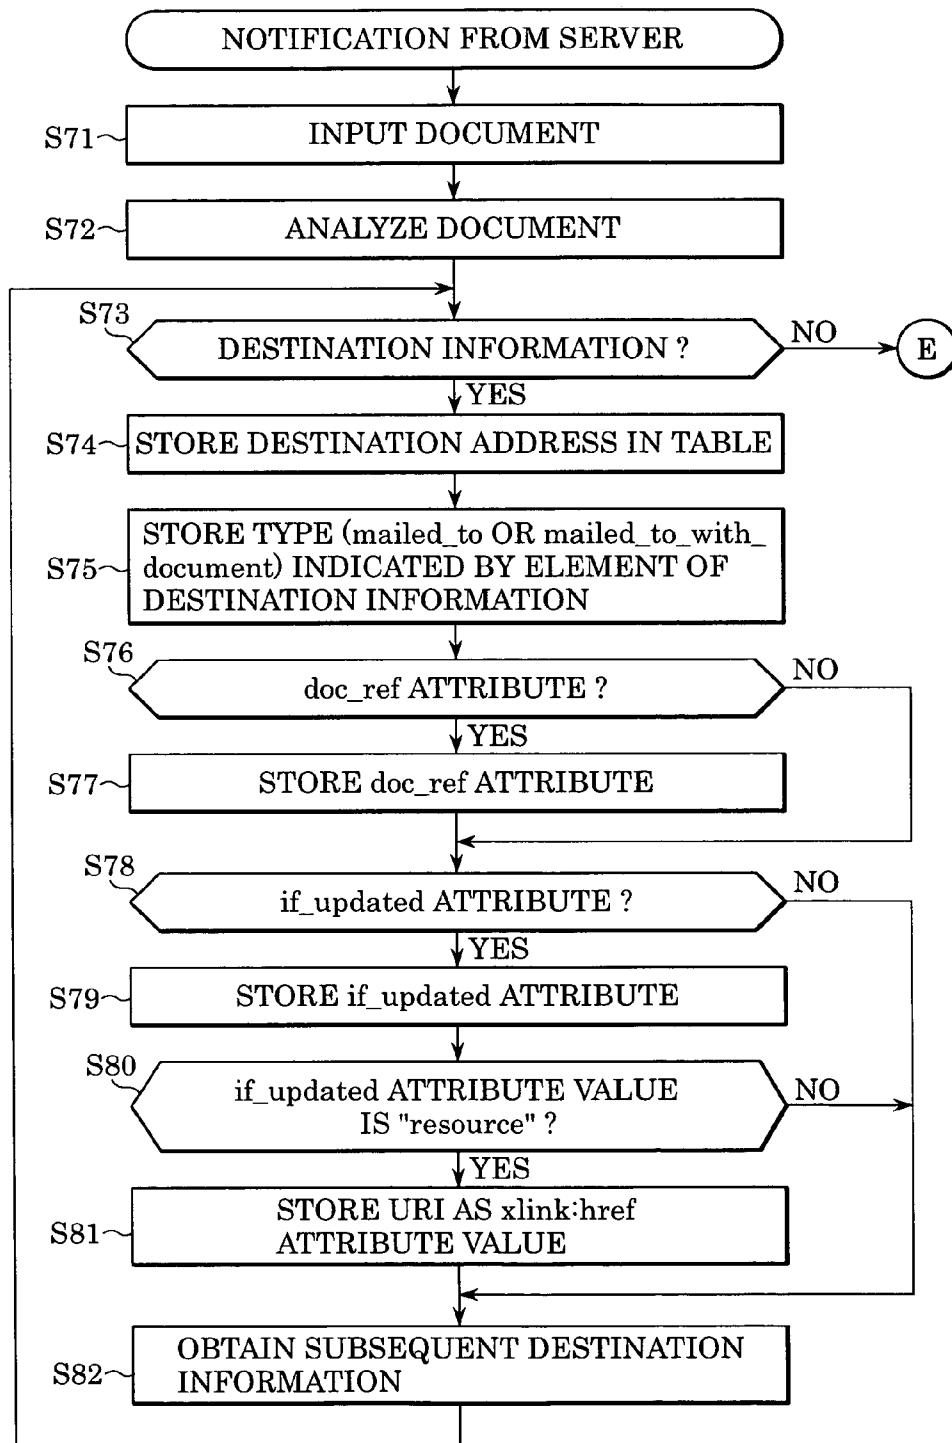 NOTIFICATION FROM SERVER
S71
INPUT DOCUMENT
S72
ANALYZE DOCUMENT
S73
DESTINATION INFORMATION ?
NO
E
YES
S74
STORE DESTINATION ADDRESS IN TABLE
S75
STORE TYPE (mailed_to OR mailed_to_with_
document) INDICATED BY ELEMENT OF
DESTINATION INFORMATION
S76
doc_ref ATTRIBUTE ?
NO
YES
S77
STORE doc_ref ATTRIBUTE
S78
if_updated ATTRIBUTE ?
NO
YES
S79
STORE if_updated ATTRIBUTE
S80
if_updated ATTRIBUTE VALUE
IS "resource" ?
NO
YES
S81
STORE URI AS xlink:href
ATTRIBUTE VALUE
S82
OBTAIN SUBSEQUENT DESTINATION
INFORMATION